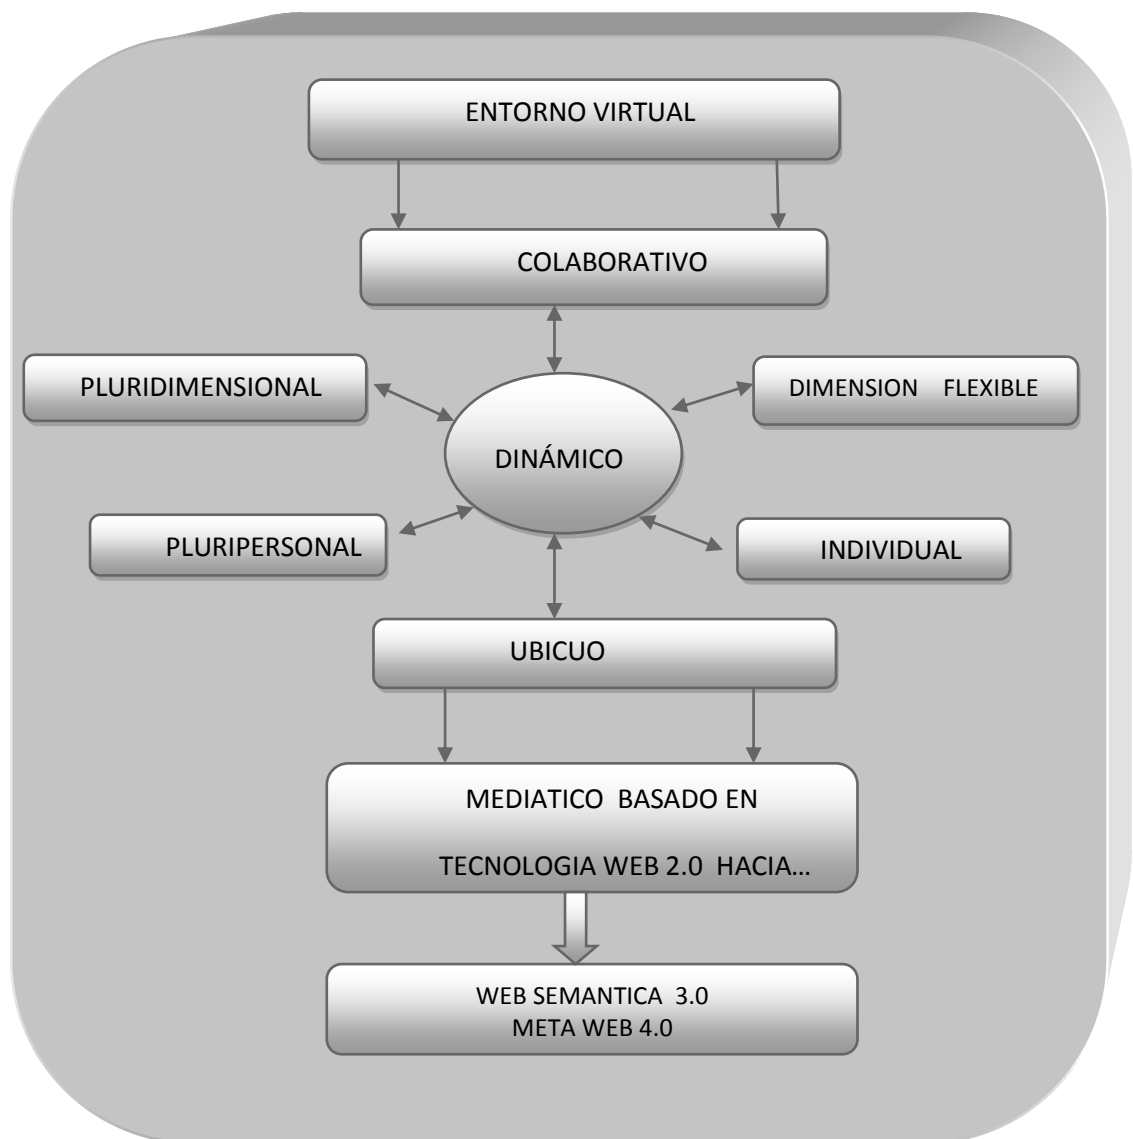 ENTORNO VIRTUAL
COLABORATIVO
PLURIDIMENSIONAL
DIMENSION FLEXIBLE
DINÁMICO
PLURIPERSONAL
INDIVIDUAL
UBICUO
MEDIATICO BASADO EN
TECNOLOGIA WEB 2.0 HACIA...
WEB SEMANTICA 3.0
META WEB 4.0